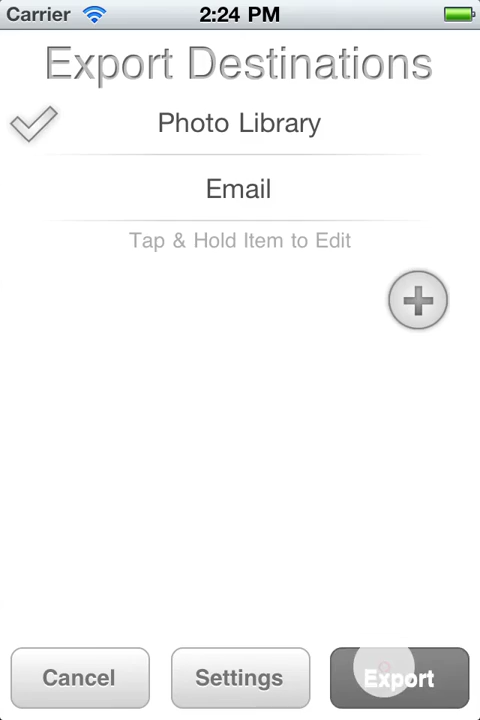 Carrier 2:24 PM
Export Destinations
Photo Library
Email
Tap & Hold Item to Edit
Cancel Settings Export